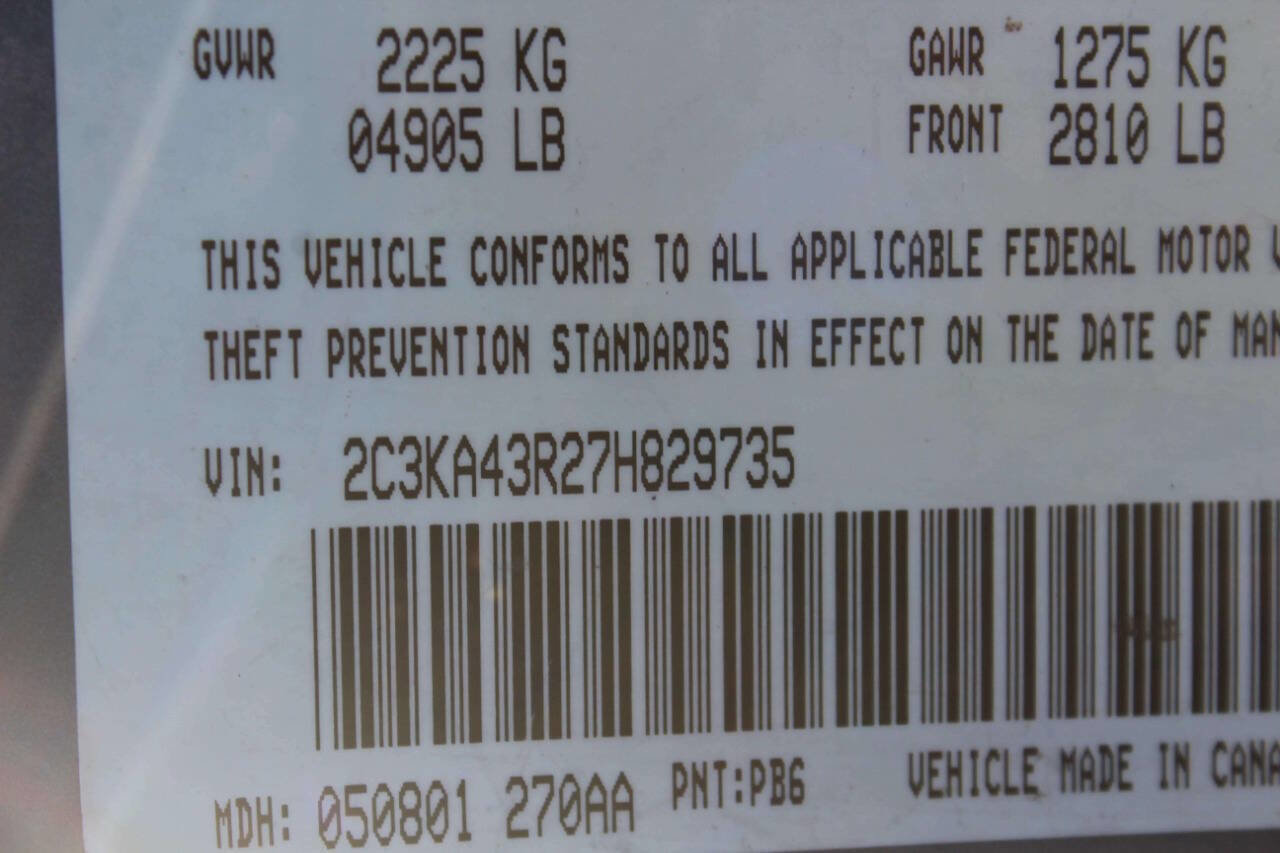 GVWR 2225 KG GAWR 1275 KG
04905 LB FRONT 2810 LB
THIS VEHICLE CONFORMS TO ALL APPLICABLE FEDERAL MOTOR
THEFT PREVENTION STANDARDS IN EFFECT ON THE DATE OF MAN
VIN: 2C3KA43R27H829735
MDH: 050801 270AA PNT:PB6 VEHICLE MADE IN CANA